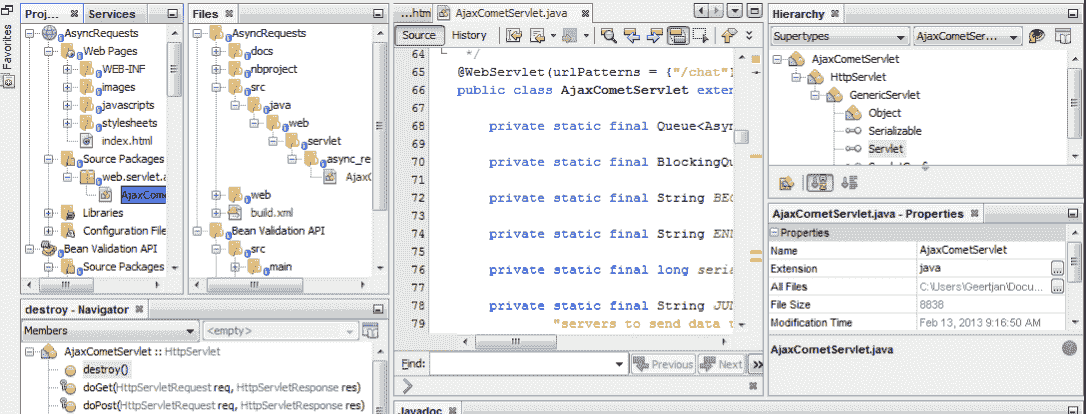 Favorites
Proj...
Services
AsyncRequests
Web Pages
WEB-INF
images
javascripts
stylesheets
index.html
Source Packages
web.servlet.a
AjaxCome
Libraries
Configuration File
Bean Validation API
Source Packages
Files
AsyncRequests
docs
nbproject
src
java
web
servlet
async_re
AjaxC
web
build.xml
Bean Validation API
src
main
destroy - Navigator
Members
<empty>
AjaxCometServlet :: HttpServlet
destroy()
doGet(HttpServletRequest req, HttpServletResponse res)
doPost(HttpServletRequest req, HttpServletResponse res)
...htm
AjaxCometServlet.java
Source
History
64 */
65 @WebServlet(urlPatterns = {"/chat"}
66 public class AjaxCometServlet exten
67
68 private static final Queue<Asyn
69
70 private static final BlockingQu
71
72 private static final String BEG
73
74 private static final String EN
75
76 private static final long seria
77
78 private static final String JUN
79 "servers to send data t
Find:
Previous
Next
Javadoc
Hierarchy
Supertypes
AjaxCometSer...
AjaxCometServlet
HttpServlet
GenericServlet
Object
Serializable
Servlet
AjaxCometServlet.java - Properties
Properties
Name AjaxCometServlet
Extension java
All Files C:\Users\Geertjan\Docu...
File Size 8838
Modification Time Feb 13, 2013 9:16:50 AM
AjaxCometServlet.java